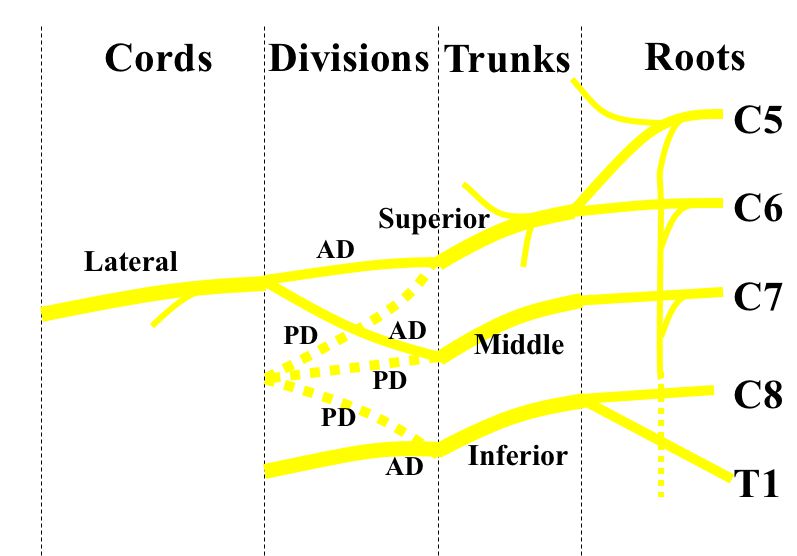 Cords Divisions Trunks Roots
C5
C6
Superior
AD
Lateral
C7
PD
AD
Middle
PD
C8
PD
Inferior
AD
T1